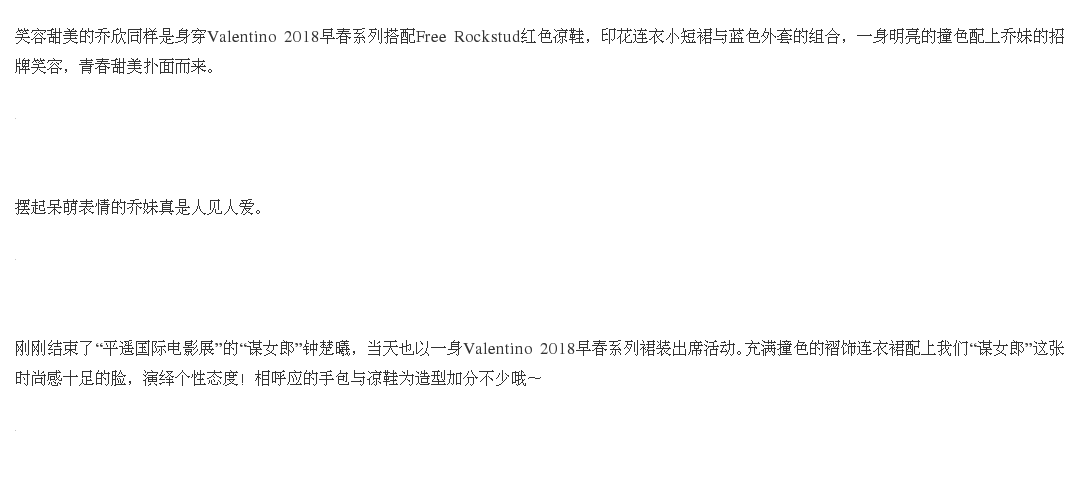 笑容甜美的乔欣同样是身穿Valentino 2018早春系列搭配Free Rockstud红色凉鞋，印花连衣小短裙与蓝色外套的组合，一身明亮的撞色配上乔妹的招
牌笑容，青春甜美扑面而来。
摆起呆萌表情的乔妹真是人见人爱。
刚刚结束了“平遥国际电影展”的“谋女郎”钟楚曦，当天也以一身Valentino 2018早春系列裙装出席活动。充满撞色的褶饰连衣裙配上我们“谋女郎”这张
时尚感十足的脸，演绎个性态度！相呼应的手包与凉鞋为造型加分不少哦～